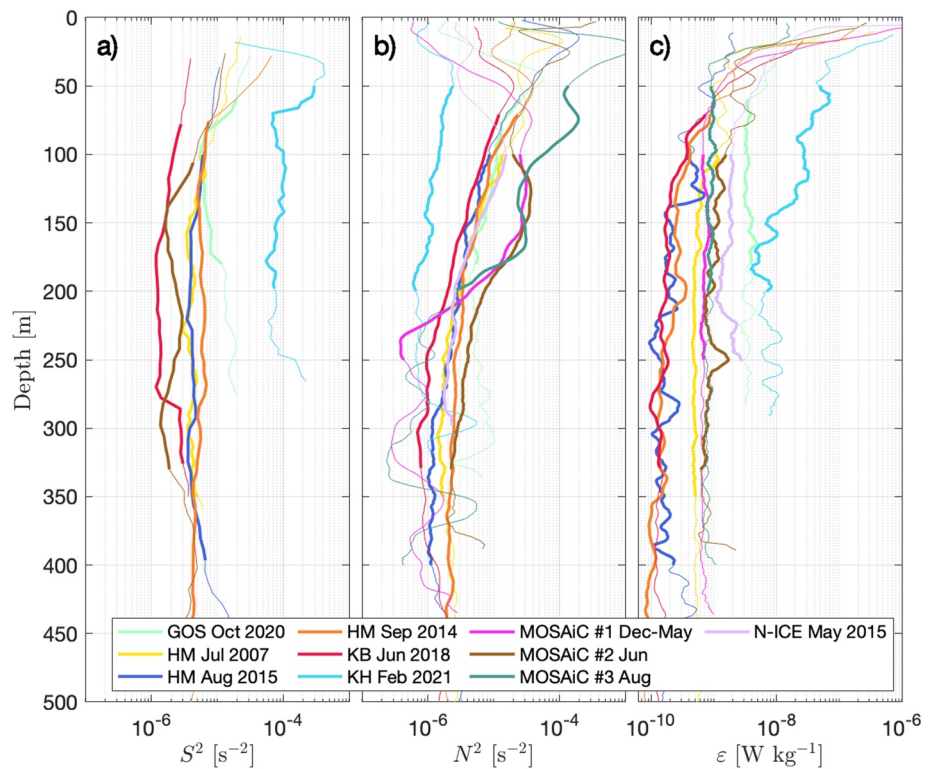 a)
b)
c)
0
50
100
150
200
250
300
350
400
450
500
Depth [m]
GOS Oct 2020
HM Jul 2007
HM Aug 2015
HM Sep 2014
KB Jun 2018
KH Feb 2021
MOSAiC #1 Dec-May
MOSAiC #2 Jun
MOSAiC #3 Aug
N-ICE May 2015
10⁻⁶ 10⁻⁴
S² [s⁻²]
10⁻⁶ 10⁻⁴
N² [s⁻²]
10⁻¹⁰ 10⁻⁸ 10⁻⁶
ε [W kg⁻¹]